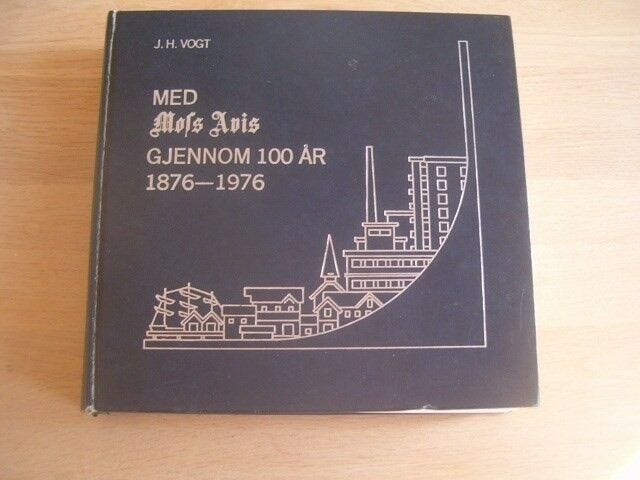 J. H. VOGT
MED
Moſs Avis
GJENNOM 100 ÅR
1876—1976